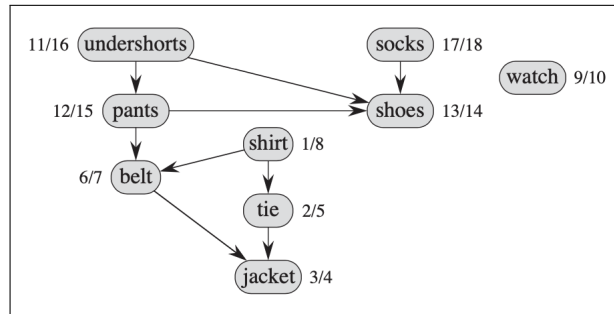 11/16 undershorts socks 17/18
watch 9/10
12/15 pants shoes 13/14
shirt 1/8
6/7 belt
tie 2/5
jacket 3/4